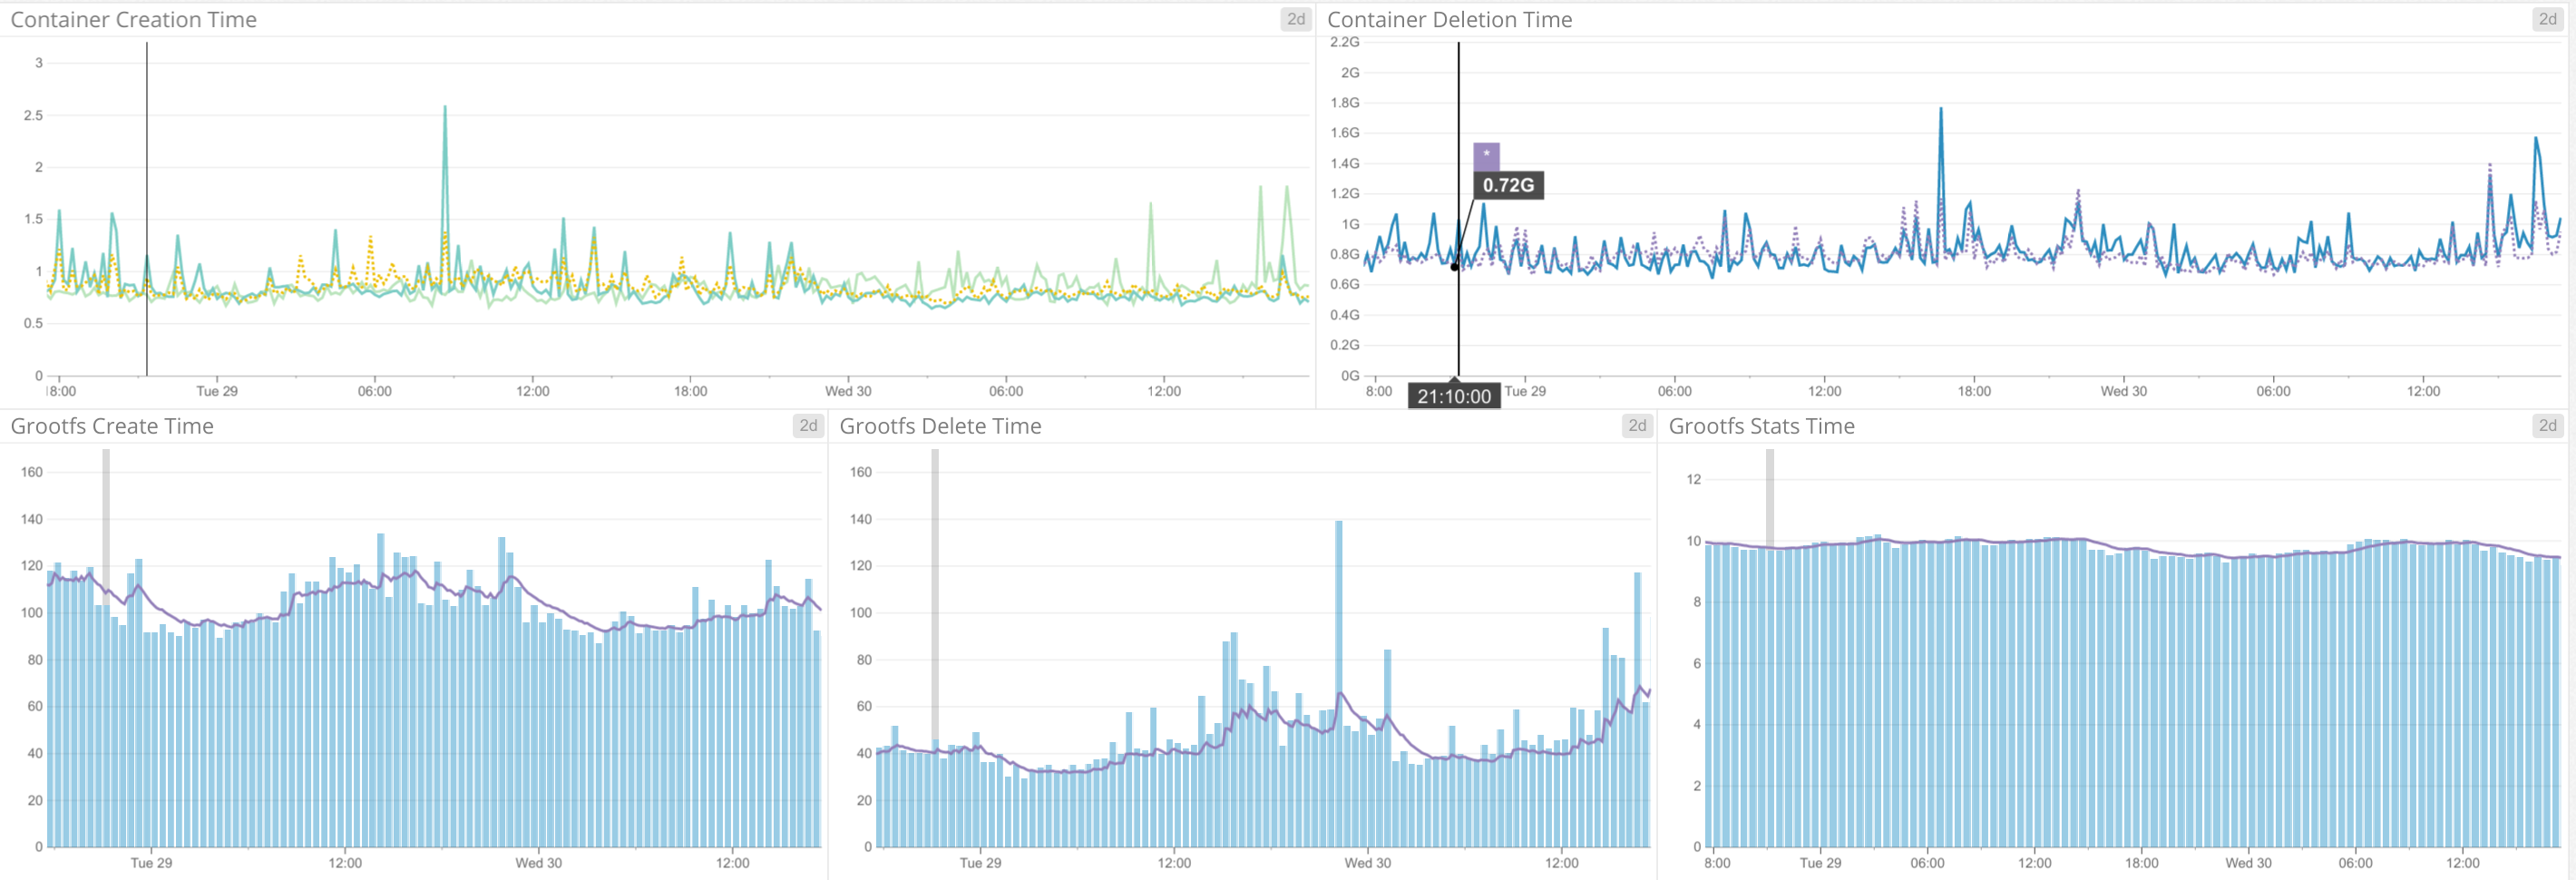 Container Creation Time 2d
3
2.5
2
1.5
1
0.5
0
8:00 Tue 29 06:00 12:00 18:00 Wed 30 06:00 12:00
Container Deletion Time 2d
2.2G
2G
1.8G
1.6G
1.4G
1.2G
1G
0.8G
0.6G
0.4G
0.2G
0G
*
0.72G
8:00 21:10:00 Tue 29 06:00 12:00 18:00 Wed 30 06:00 12:00
Grootfs Create Time 2d
160
140
120
100
80
60
40
20
0
Tue 29 12:00 Wed 30 12:00
Grootfs Delete Time 2d
160
140
120
100
80
60
40
20
0
Tue 29 12:00 Wed 30 12:00
Grootfs Stats Time 2d
12
10
8
6
4
2
0
8:00 Tue 29 06:00 12:00 18:00 Wed 30 06:00 12:00